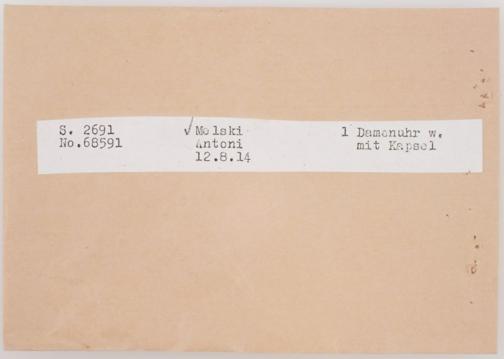 S. 2691 ✓ Molski 1 Damenuhr w.
No.68591 Antoni mit Kapsel
12.8.14